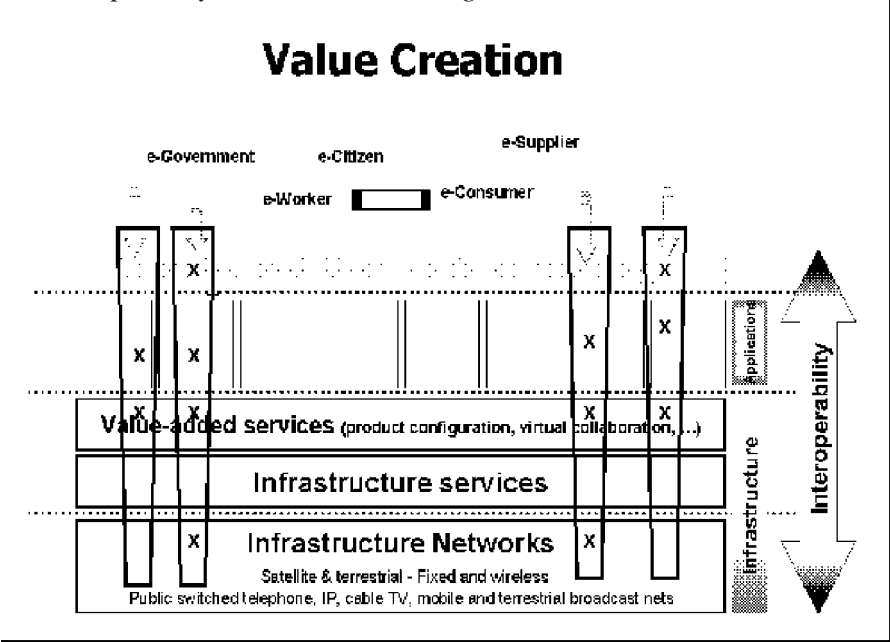 Value Creation
e-Supplier
e-Government e-Citizen
e-Worker e-Consumer
X X
X
X X X
Applications
X X X X
Value-added services (product configuration, virtual collaboration, ...)
Infrastructure services
X Infrastructure Networks X
Satellite & terrestrial - Fixed and wireless
Public switched telephone, IP, cable TV, mobile and terrestrial broadcast nets
Infrastructure
Interoperability